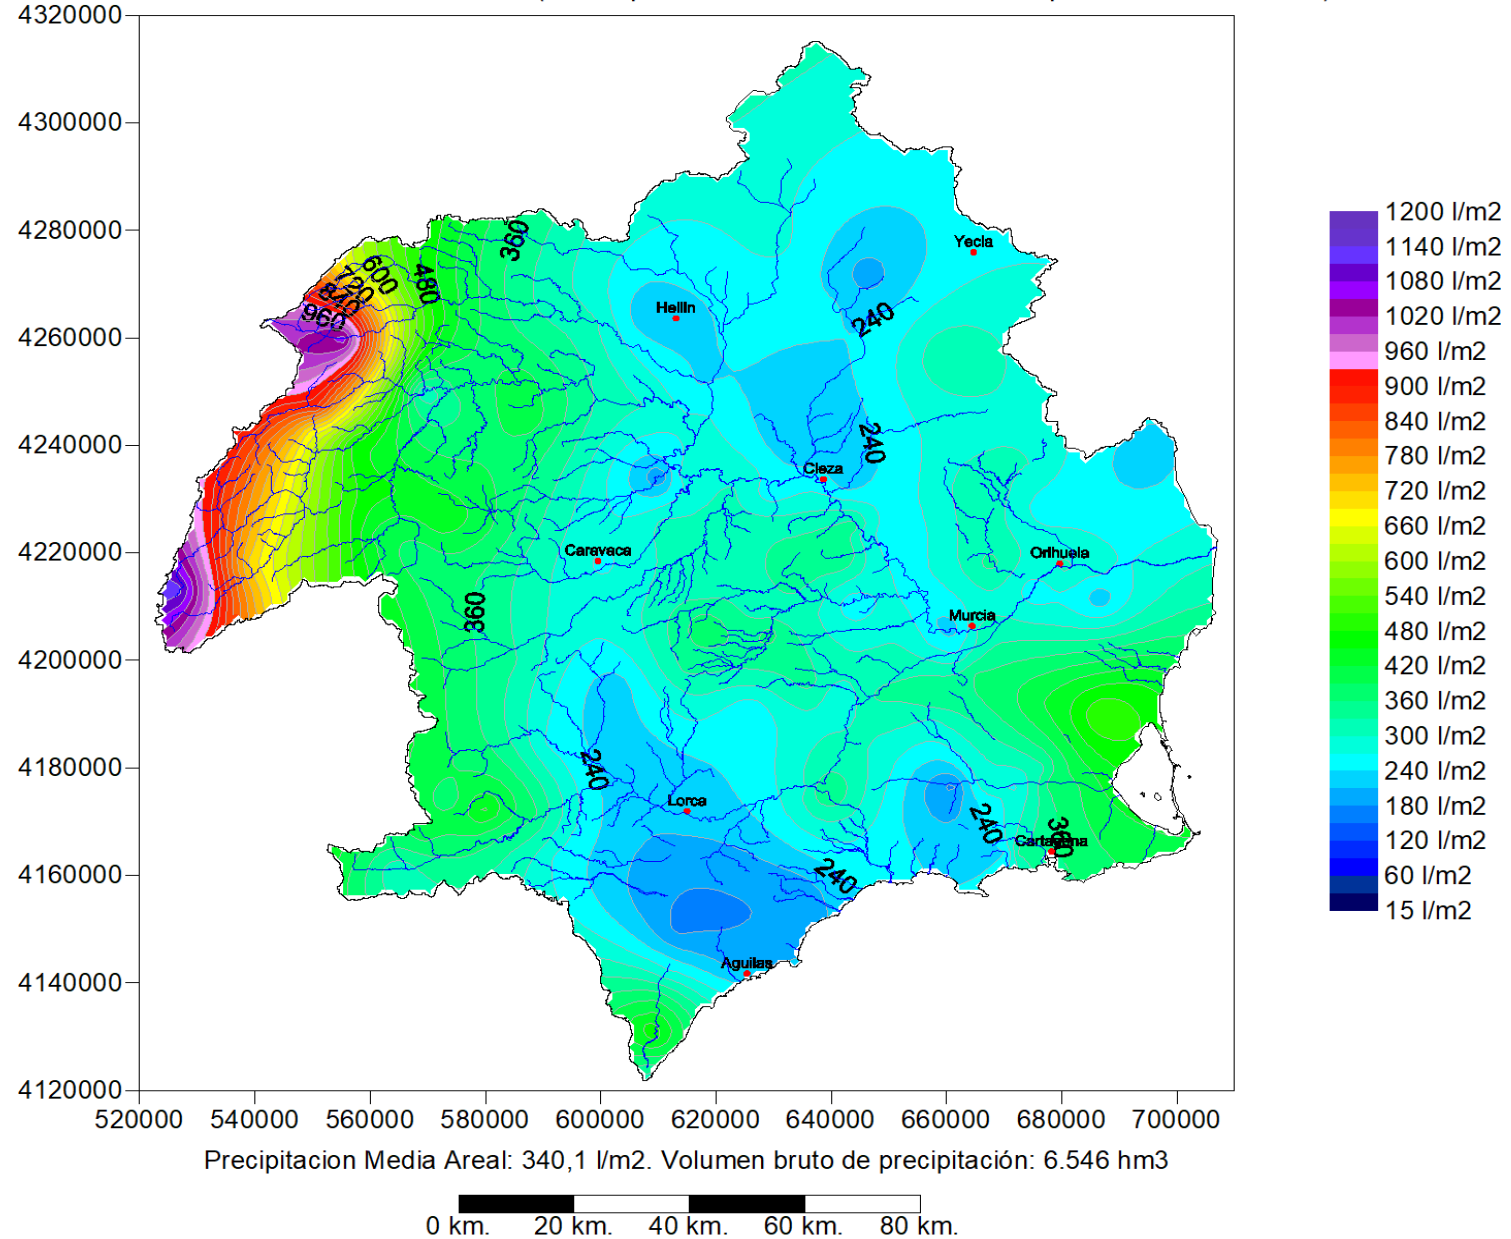 4320000
4300000
4280000
4260000
4240000
4220000
4200000
4180000
4160000
4140000
4120000
520000 540000 560000 580000 600000 620000 640000 660000 680000 700000
360
480
600
720
840
960
Yecla
Hellin
240
240
Cieza
Caravaca
Orihuela
360
Murcia
240
Lorca
240
Cartagena
360
240
Aguilas
1200 l/m2
1140 l/m2
1080 l/m2
1020 l/m2
960 l/m2
900 l/m2
840 l/m2
780 l/m2
720 l/m2
660 l/m2
600 l/m2
540 l/m2
480 l/m2
420 l/m2
360 l/m2
300 l/m2
240 l/m2
180 l/m2
120 l/m2
60 l/m2
15 l/m2
Precipitacion Media Areal: 340,1 l/m2. Volumen bruto de precipitación: 6.546 hm3
0 km. 20 km. 40 km. 60 km. 80 km.